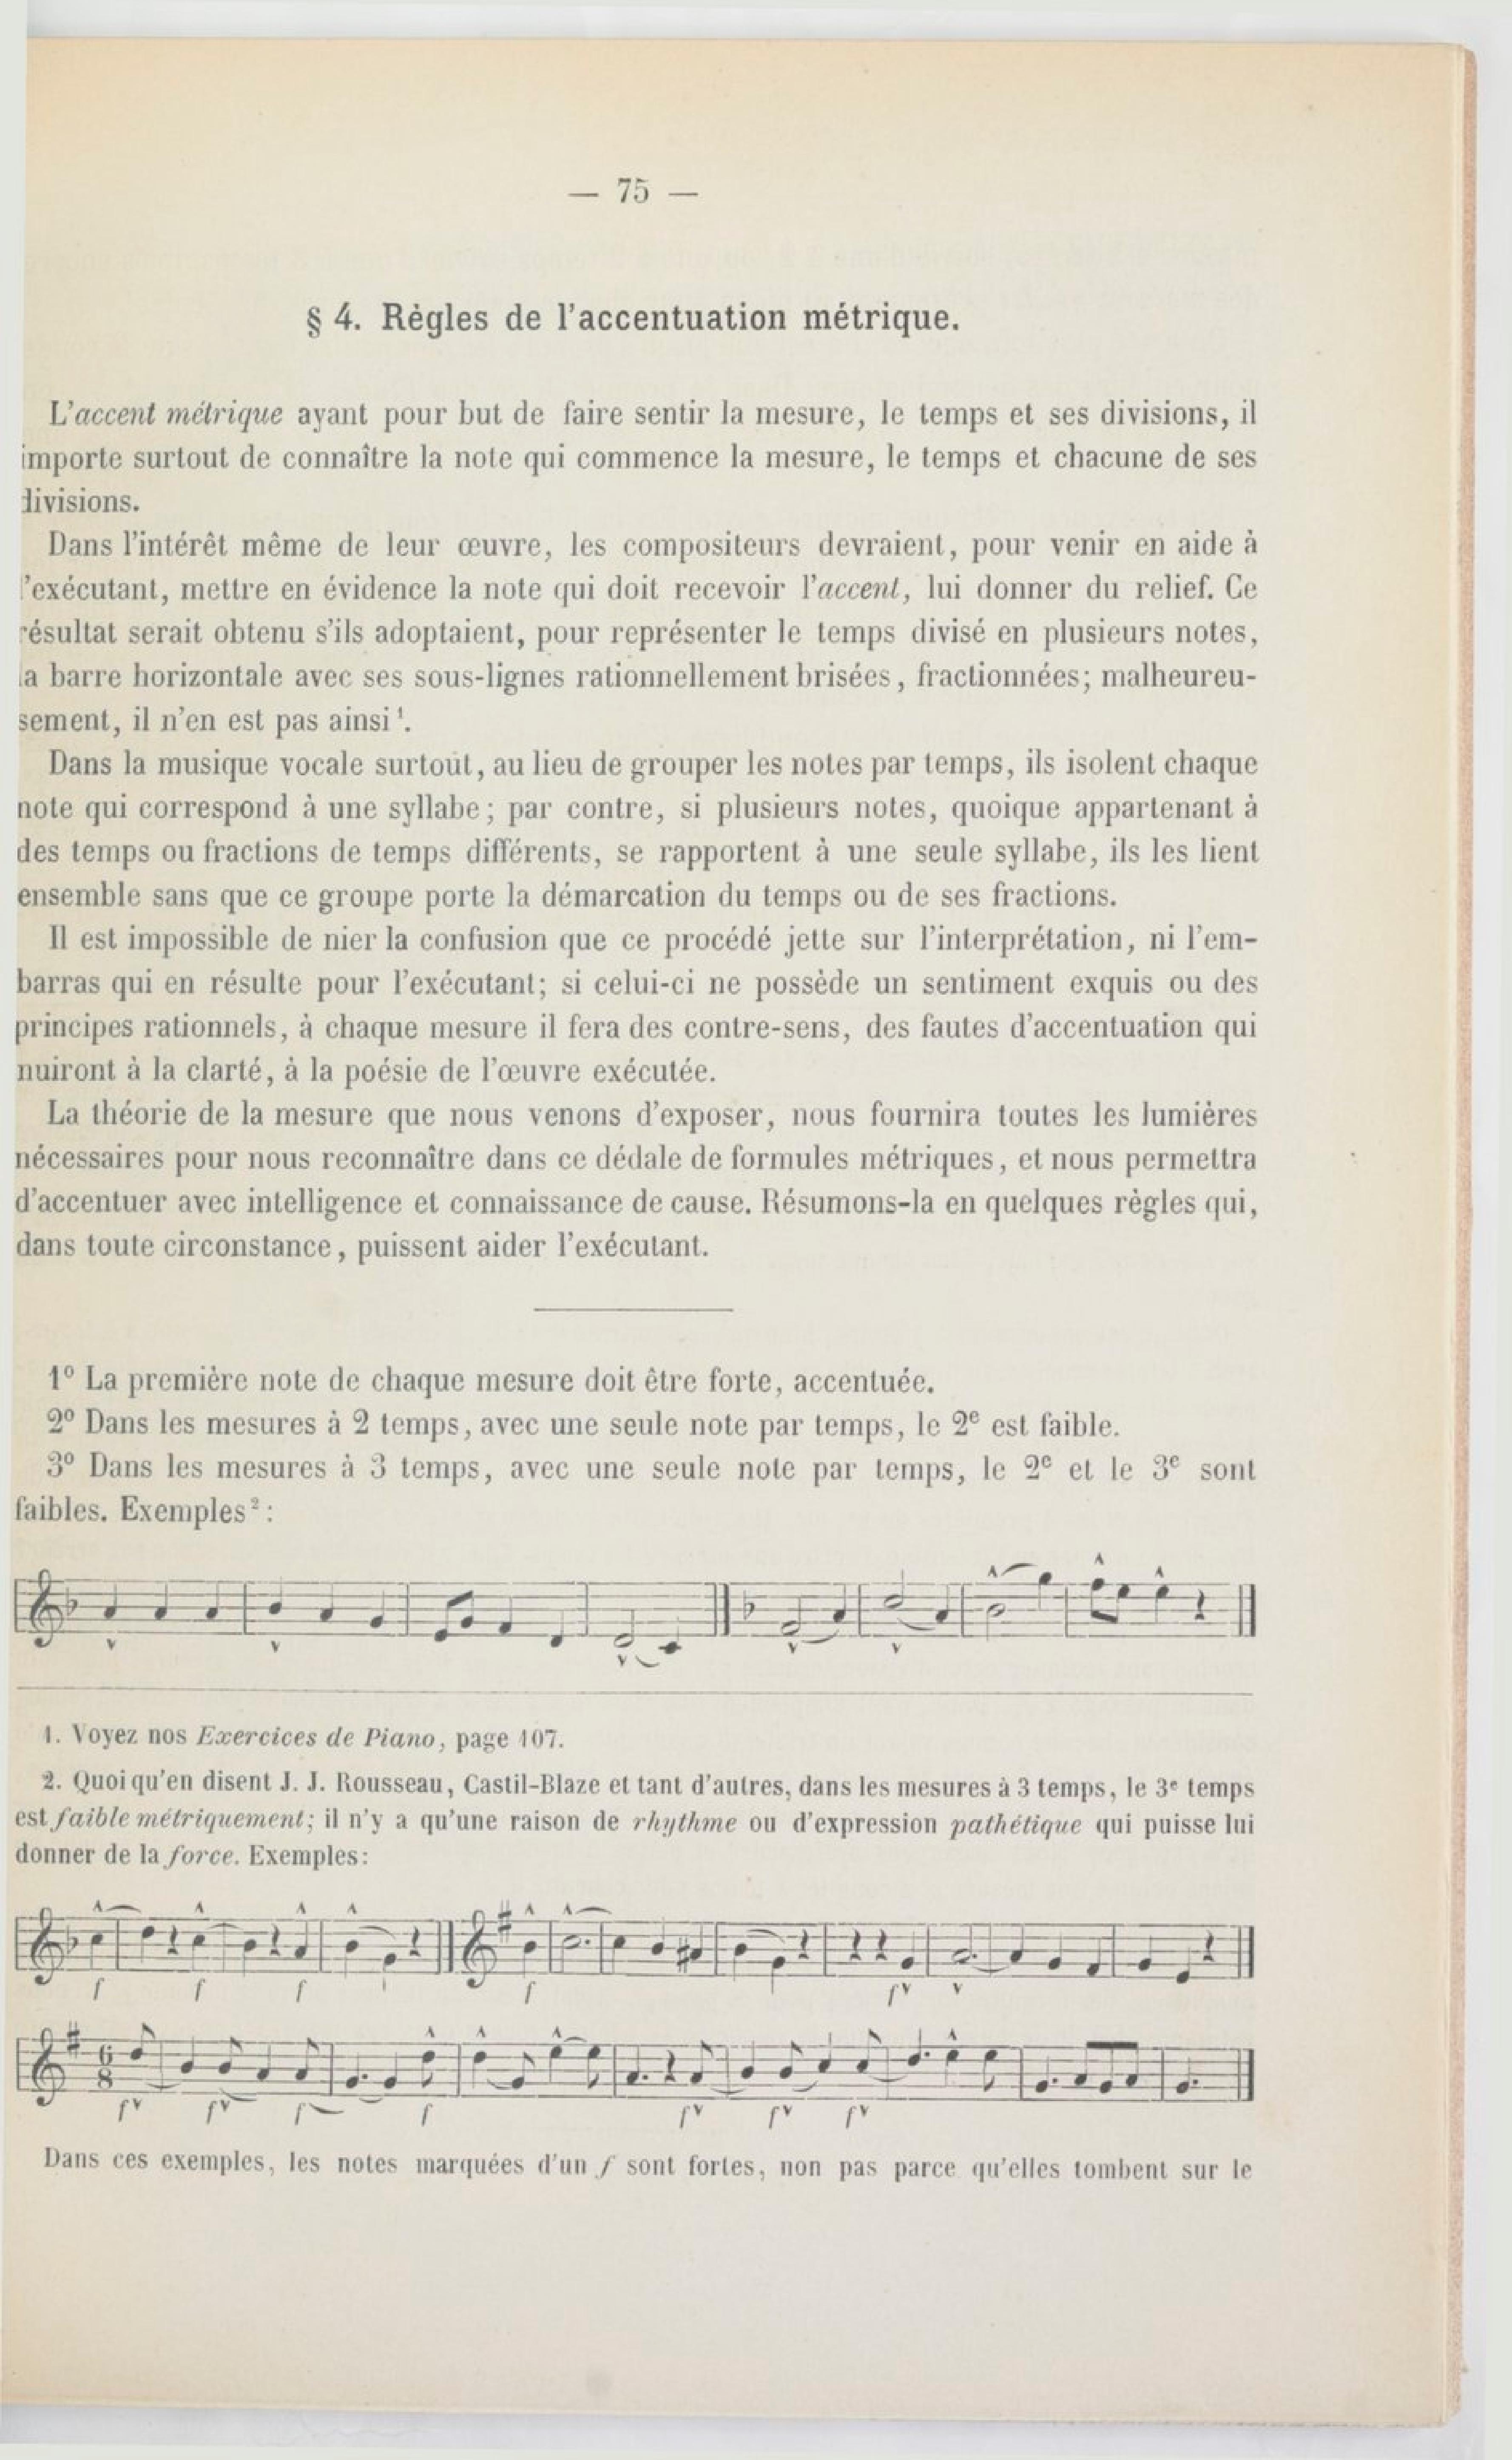 — 75 —
§ 4. Règles de l'accentuation métrique.
L'accent métrique ayant pour but de faire sentir la mesure, le temps et ses divisions, il
importe surtout de connaître la note qui commence la mesure, le temps et chacune de ses
divisions.
Dans l'intérêt même de leur œuvre, les compositeurs devraient, pour venir en aide à
l'exécutant, mettre en évidence la note qui doit recevoir l'accent, lui donner du relief. Ce
résultat serait obtenu s'ils adoptaient, pour représenter le temps divisé en plusieurs notes,
la barre horizontale avec ses sous-lignes rationnellement brisées, fractionnées; malheureu-
sement, il n'en est pas ainsi¹.
Dans la musique vocale surtout, au lieu de grouper les notes par temps, ils isolent chaque
note qui correspond à une syllabe; par contre, si plusieurs notes, quoique appartenant à
des temps ou fractions de temps différents, se rapportent à une seule syllabe, ils les lient
ensemble sans que ce groupe porte la démarcation du temps ou de ses fractions.
Il est impossible de nier la confusion que ce procédé jette sur l'interprétation, ni l'em-
barras qui en résulte pour l'exécutant; si celui-ci ne possède un sentiment exquis ou des
principes rationnels, à chaque mesure il fera des contre-sens, des fautes d'accentuation qui
nuiront à la clarté, à la poésie de l'œuvre exécutée.
La théorie de la mesure que nous venons d'exposer, nous fournira toutes les lumières
nécessaires pour nous reconnaître dans ce dédale de formules métriques, et nous permettra
d'accentuer avec intelligence et connaissance de cause. Résumons-la en quelques règles qui,
dans toute circonstance, puissent aider l'exécutant.
1º La première note de chaque mesure doit être forte, accentuée.
2º Dans les mesures à 2 temps, avec une seule note par temps, le 2ᵉ est faible.
3º Dans les mesures à 3 temps, avec une seule note par temps, le 2ᵉ et le 3ᵉ sont
faibles. Exemples²:
1. Voyez nos Exercices de Piano, page 107.
2. Quoi qu'en disent J. J. Rousseau, Castil-Blaze et tant d'autres, dans les mesures à 3 temps, le 3ᵉ temps
est faible métriquement; il n'y a qu'une raison de rhythme ou d'expression pathétique qui puisse lui
donner de la force. Exemples:
f f f f f
6
8
f f f f f f f
Dans ces exemples, les notes marquées d'un f sont fortes, non pas parce qu'elles tombent sur le